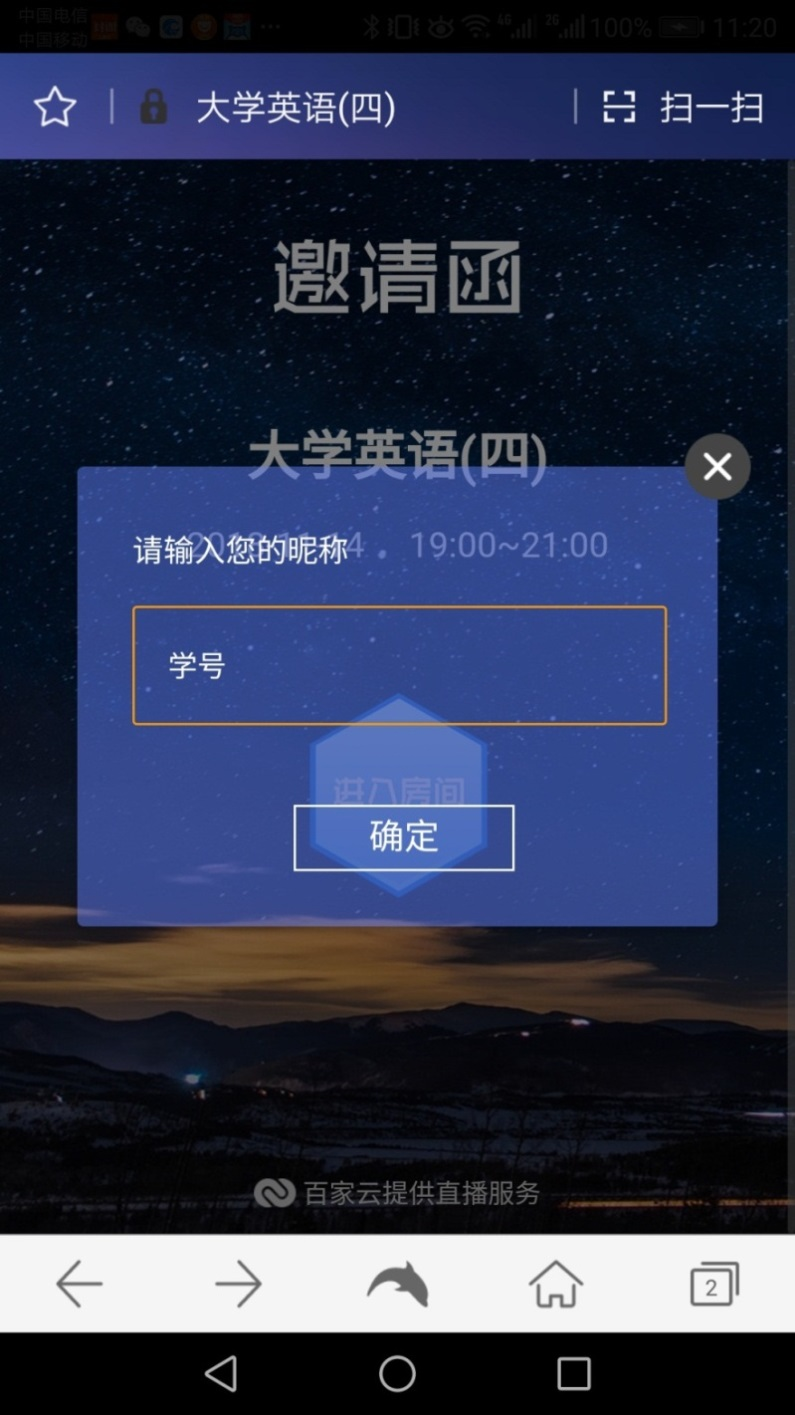 中国电信
中国移动
4G
2G
100%
11:20
大学英语(四)
扫一扫
邀请函
大学英语(四)
请输入您的昵称
19:00~21:00
学号
进入房间
确定
百家云提供直播服务
2